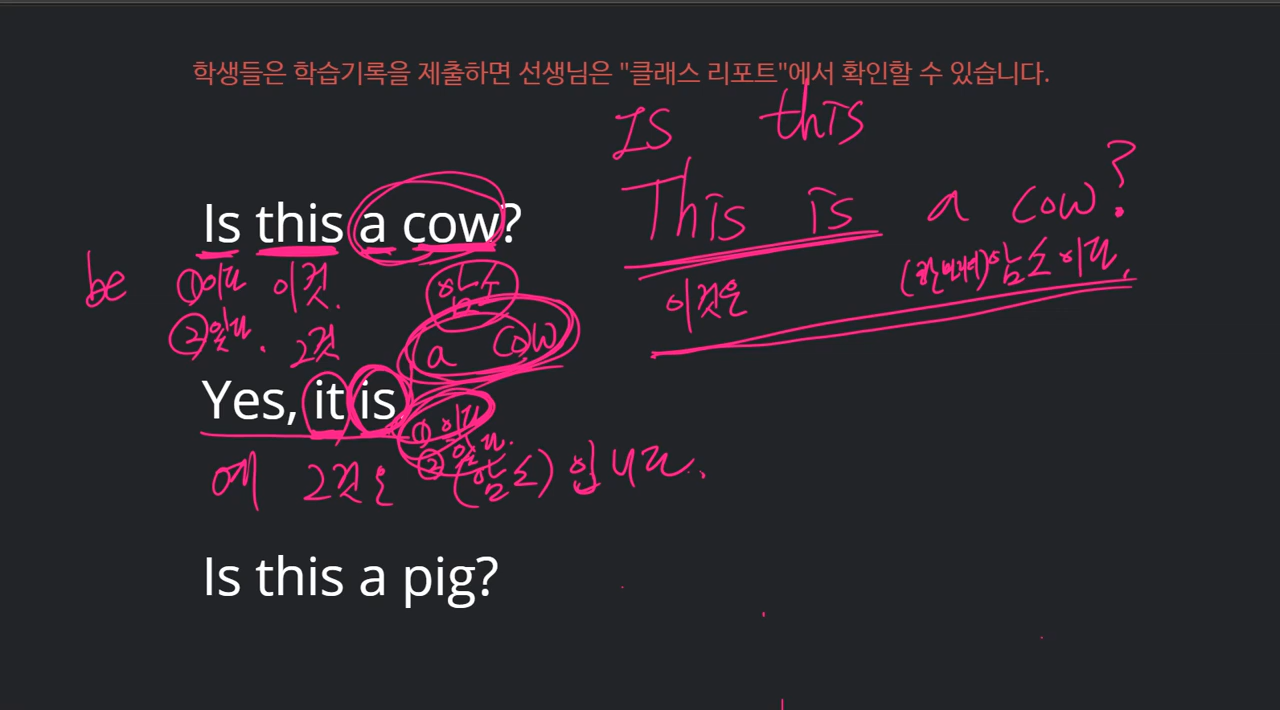 학생들은 학습기록을 제출하면 선생님은 "클래스 리포트"에서 확인할 수 있습니다.
Is this
This is a cow?
이것은 (한마리의)암소이다.
Is this a cow?
be ①이다 이것. 암소
②있다. 그것
a cow
Yes, it is
①이다
②있다.
예 그것은 (암소)입니다.
Is this a pig?